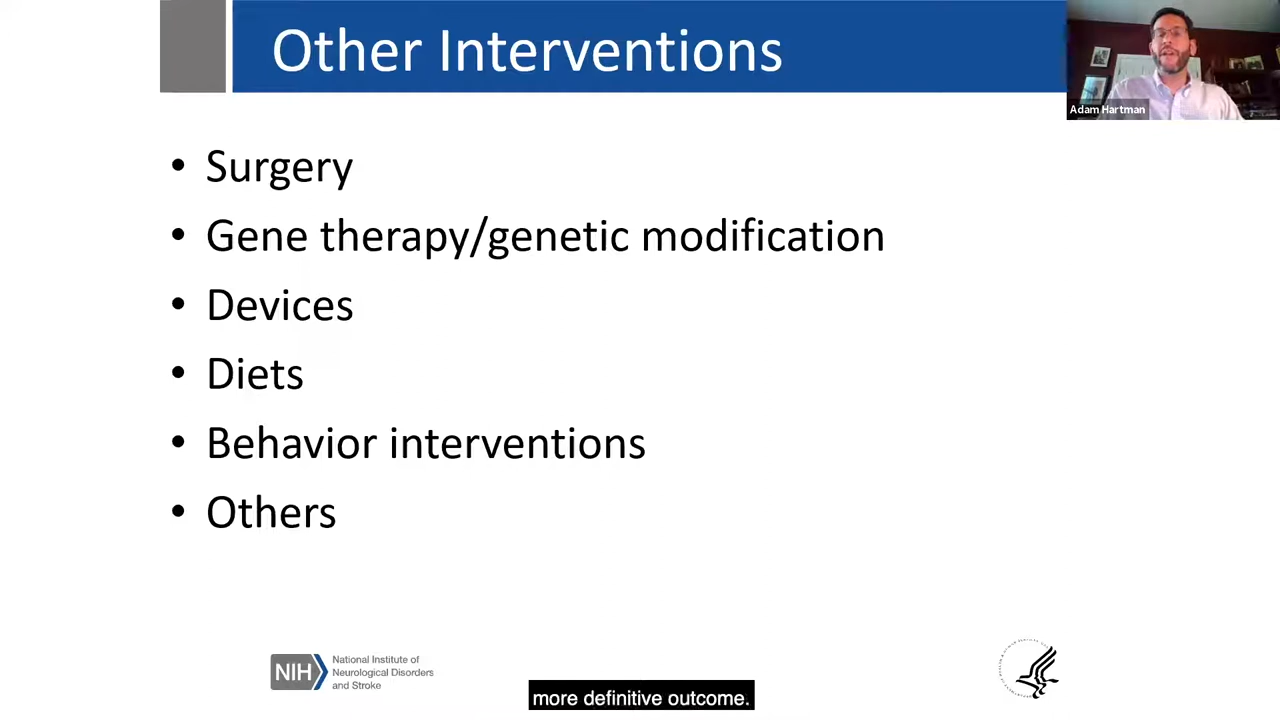 Other Interventions
Adam Hartman
• Surgery
• Gene therapy/genetic modification
• Devices
• Diets
• Behavior interventions
• Others
NIH
National Institute of
Neurological Disorders
and Stroke
more definitive outcome.